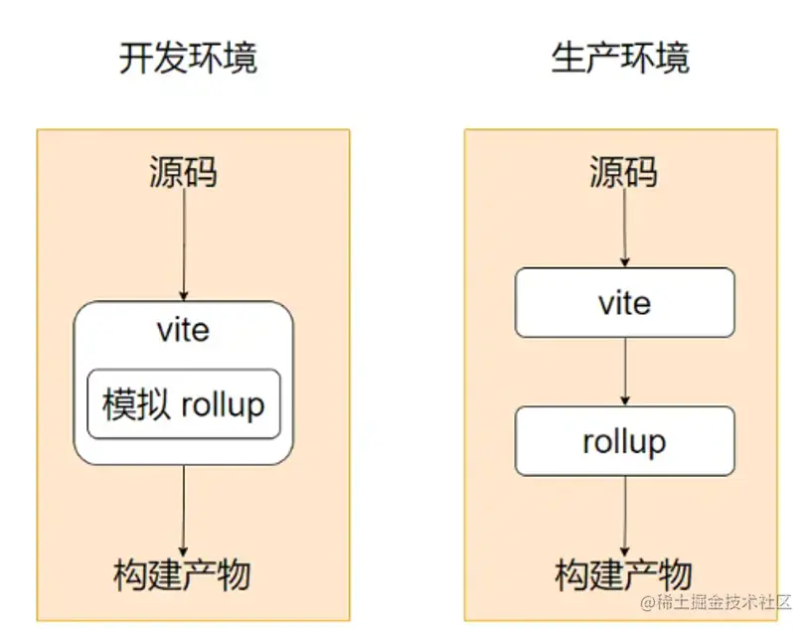 开发环境
源码
vite
模拟 rollup
构建产物
生产环境
源码
vite
rollup
构建产物
@稀土掘金技术社区